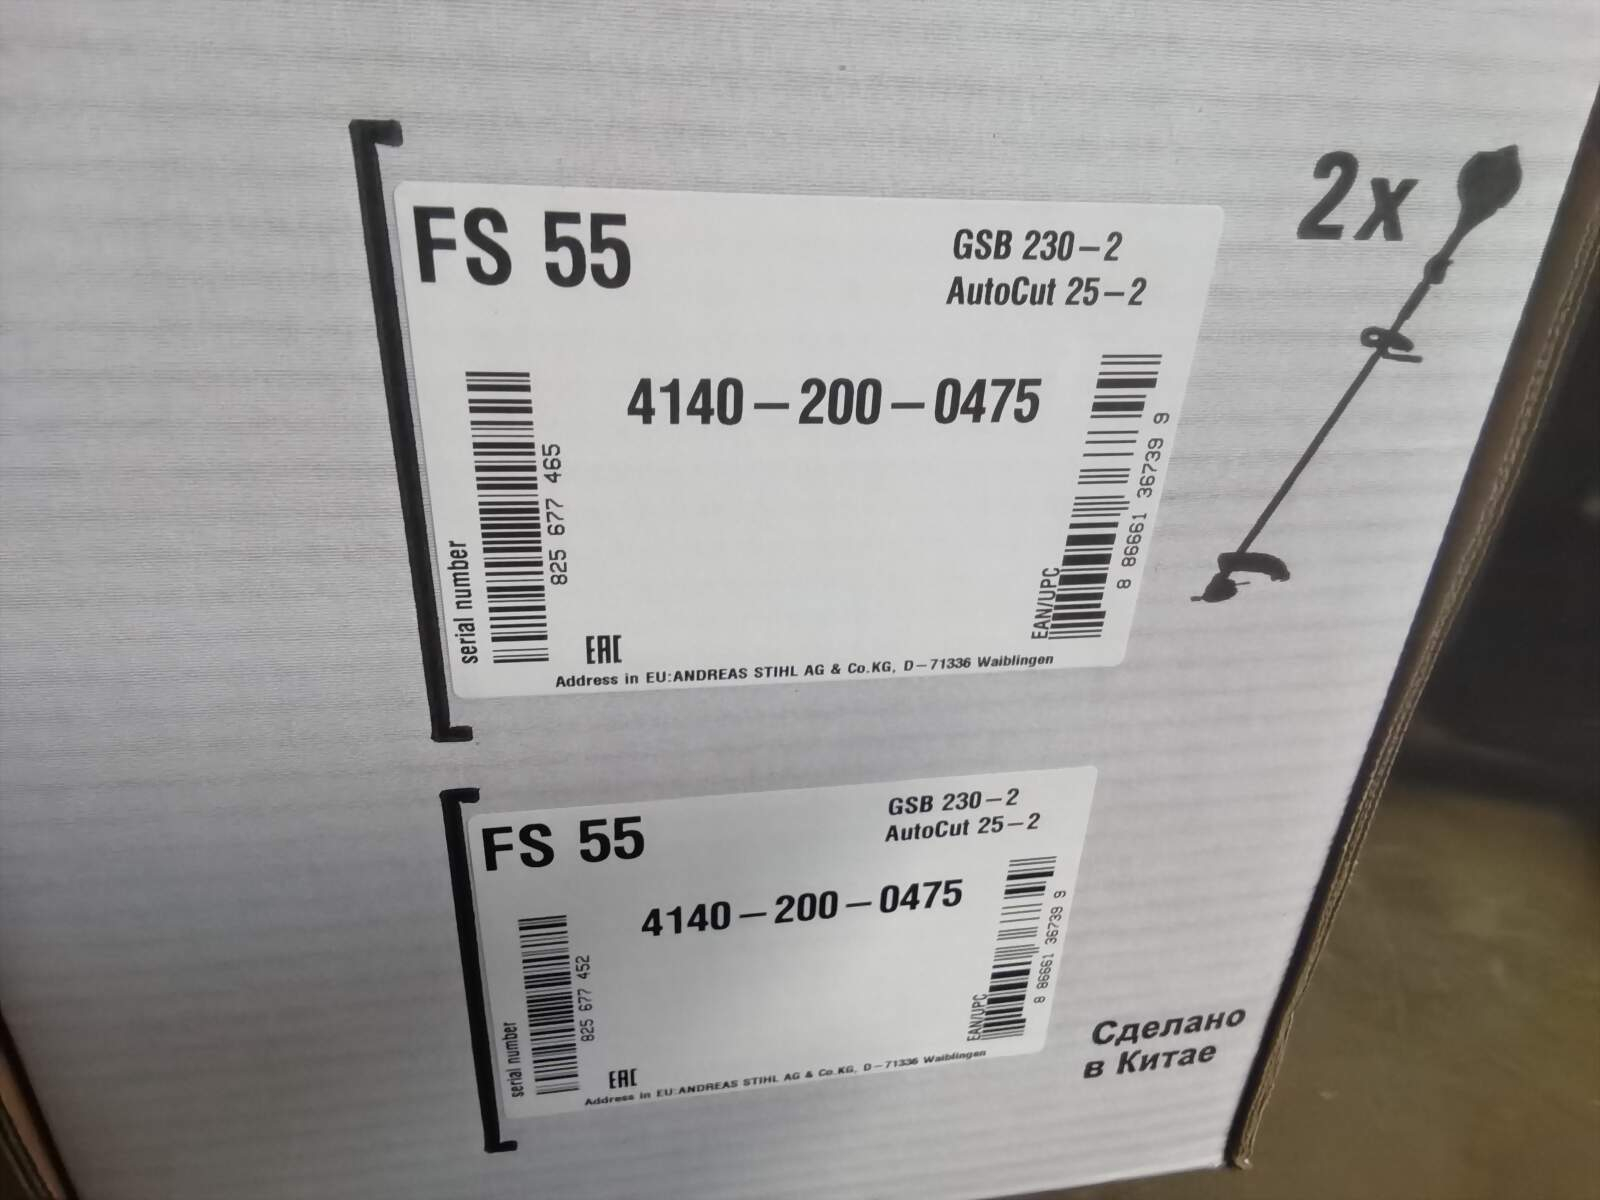 2x
FS 55
GSB 230-2
AutoCut 25-2
4140-200-0475
serial number
825 677 465
EAN/UPC
8 86661 36739 9
EAC
Address in EU:ANDREAS STIHL AG & Co.KG, D-71336 Waiblingen
FS 55
GSB 230-2
AutoCut 25-2
4140-200-0475
serial number
825 677 452
EAN/UPC
8 86661 36739 9
EAC
Address in EU:ANDREAS STIHL AG & Co.KG, D-71336 Waiblingen
Сделано
в Китае